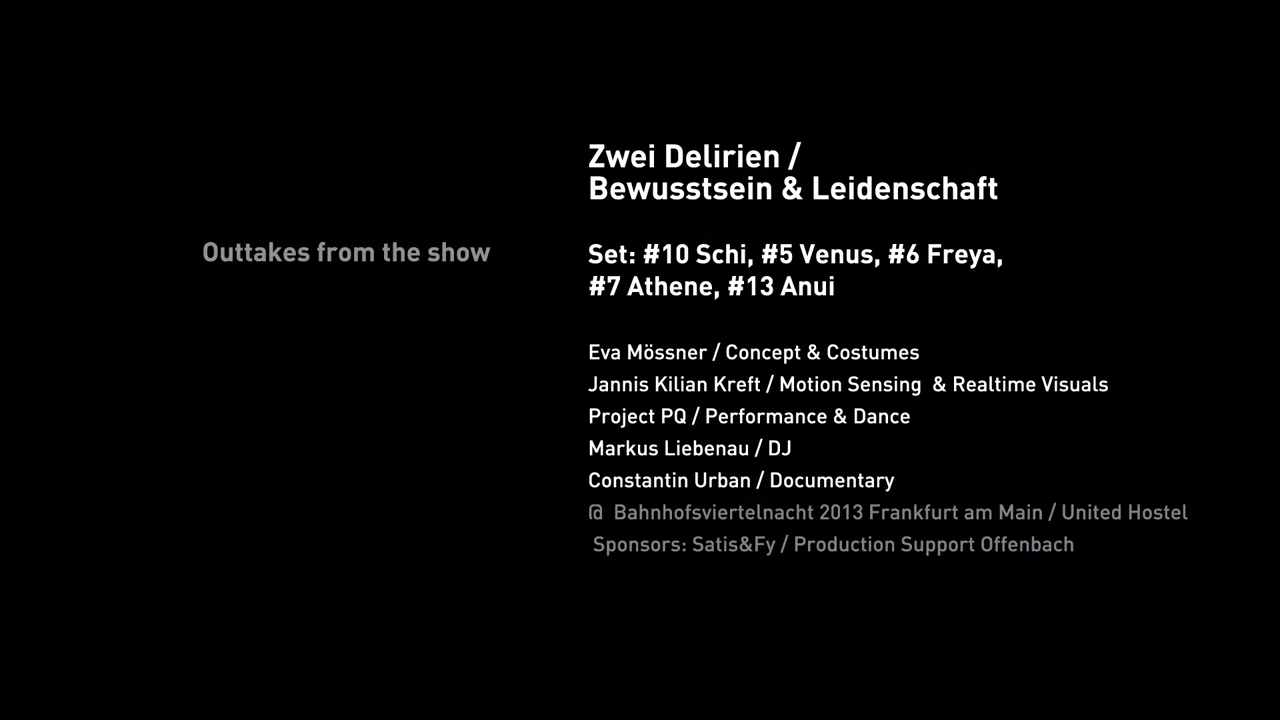 Zwei Delirien /
Bewusstsein & Leidenschaft
Outtakes from the show
Set: #10 Schi, #5 Venus, #6 Freya,
#7 Athene, #13 Anui
Eva Mössner / Concept & Costumes
Jannis Kilian Kreft / Motion Sensing  & Realtime Visuals
Project PQ / Performance & Dance
Markus Liebenau / DJ
Constantin Urban / Documentary
@  Bahnhofsviertelnacht 2013 Frankfurt am Main / United Hostel
Sponsors: Satis&Fy / Production Support Offenbach